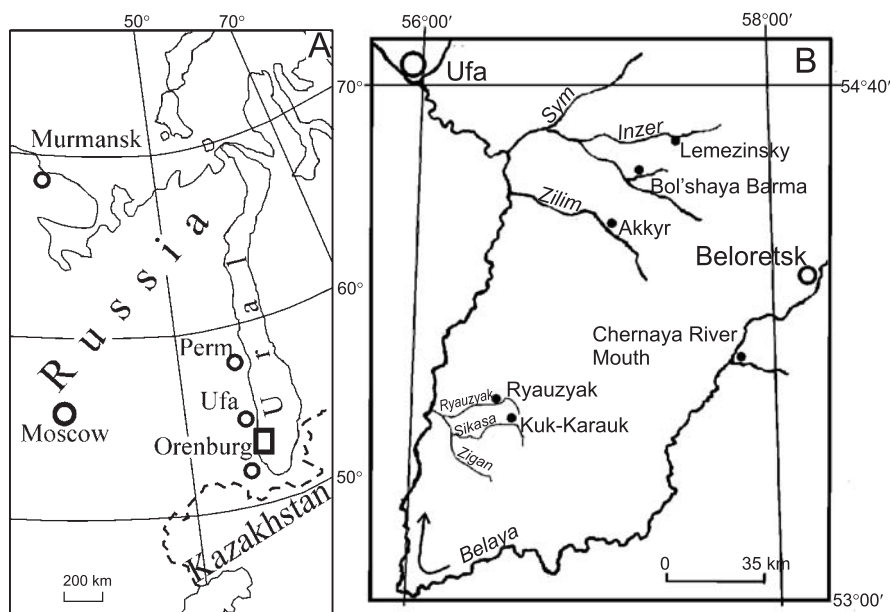 50°
70°
A
70°
Murmansk
Russia
Ural
60°
Perm
Ufa
Moscow
Orenburg
50°
Kazakhstan
200 km
56°00′
58°00′
B
Ufa
54°40′
Sym
Inzer
Lemezinsky
Bol'shaya Barma
Zilim
Akkyr
Beloretsk
Chernaya River
Mouth
Ryauzyak
Ryauzyak
Sikasa
Kuk-Karauk
Zigan
Belaya
0 35 km
53°00′